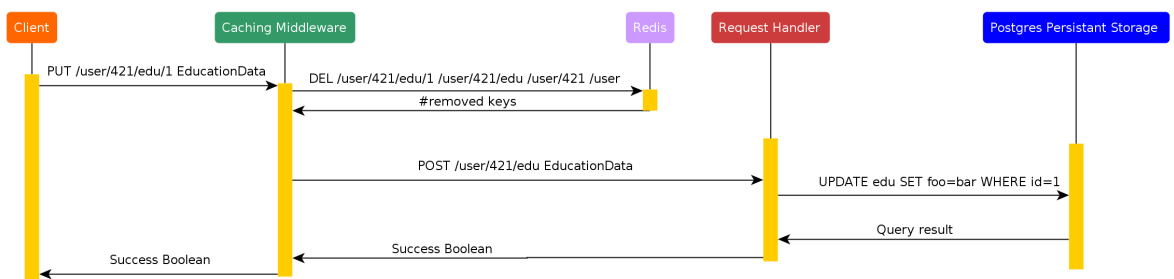 Client
Caching Middleware
Redis
Request Handler
Postgres Persistant Storage
PUT /user/421/edu/1 EducationData
DEL /user/421/edu/1 /user/421/edu /user/421 /user
#removed keys
POST /user/421/edu EducationData
UPDATE edu SET foo=bar WHERE id=1
Query result
Success Boolean
Success Boolean